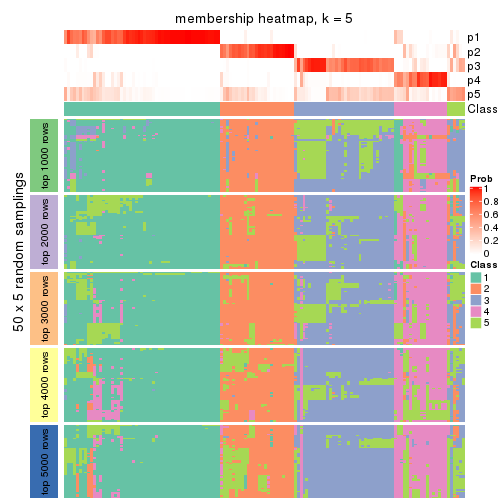 membership heatmap, k = 5
p1
p2
p3
p4
p5
Class
50 x 5 random samplings
top 1000 rows
top 2000 rows
top 3000 rows
top 4000 rows
top 5000 rows
Prob
1
0.8
0.6
0.4
0.2
0
Class
1
2
3
4
5